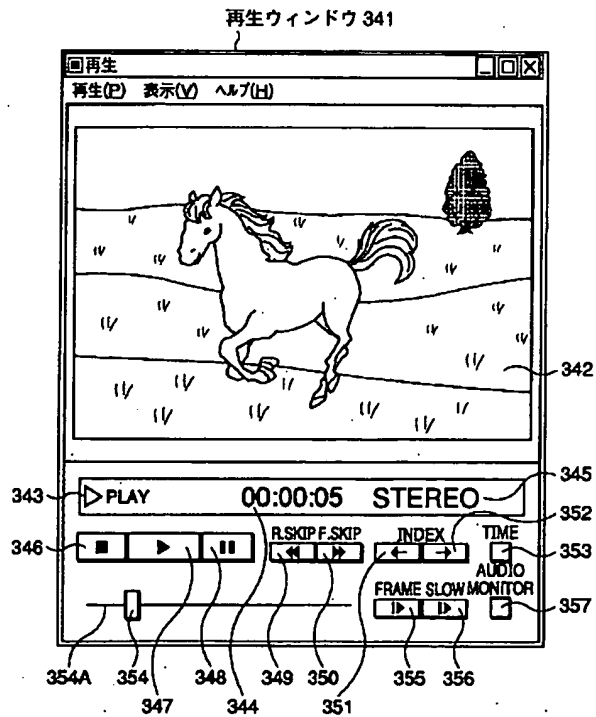 再生ウィンドウ 341
再生
再生(P) 表示(V) ヘルプ(H)
342
343 PLAY 00:00:05 STEREO 345
R.SKIP F.SKIP INDEX 352 TIME
346 353
AUDIO
FRAME SLOW MONITOR
357
354A 354 348 349 350 355 356
347 344 351